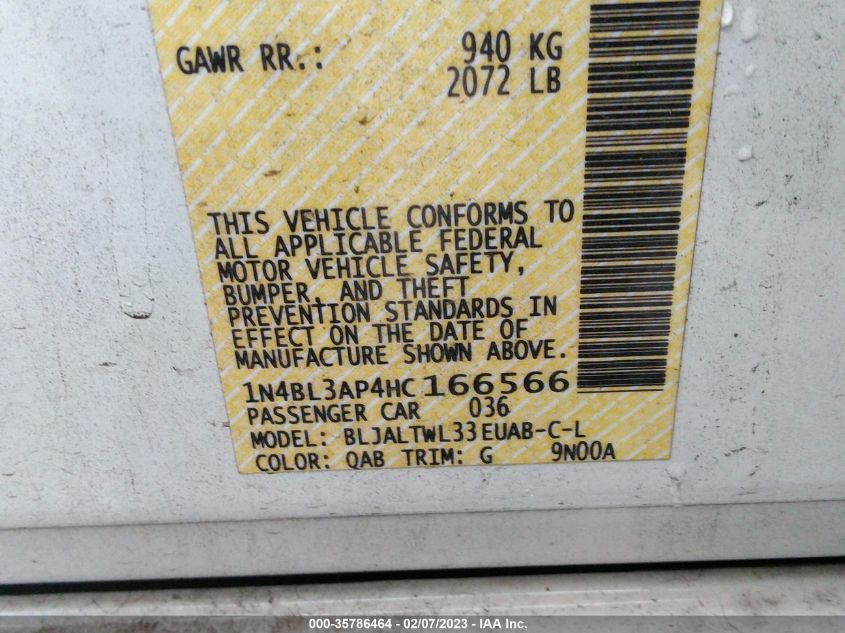 GAWR RR.: 940 KG
2072 LB
THIS VEHICLE CONFORMS TO
ALL APPLICABLE FEDERAL
MOTOR VEHICLE SAFETY,
BUMPER, AND THEFT
PREVENTION STANDARDS IN
EFFECT ON THE DATE OF
MANUFACTURE SHOWN ABOVE.
1N4BL3AP4HC166566
PASSENGER CAR 036
MODEL: BLJALTWL33EUAB-C-L
COLOR: QAB TRIM: G 9N00A
000-35786464 - 02/07/2023 - IAA Inc.